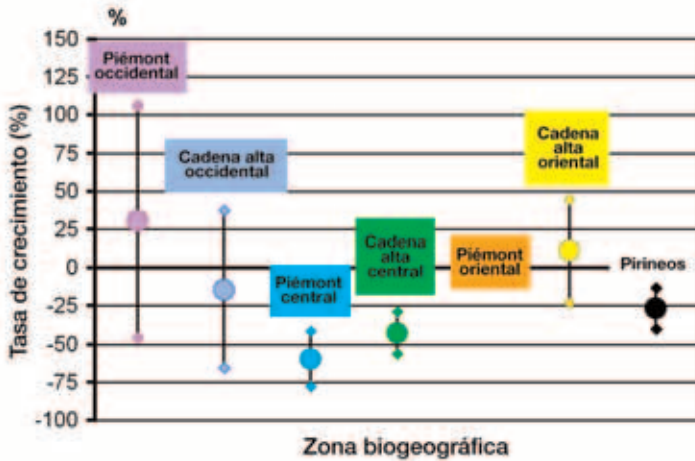 %
150
125
100
75
50
25
0
-25
-50
-75
-100
Tasa de crecimiento (%)
Piémont
occidental
Cadena alta
occidental
Piémont
central
Cadena
alta
central
Piémont
oriental
Cadena
alta
oriental
Pirineos
Zona biogeográfica